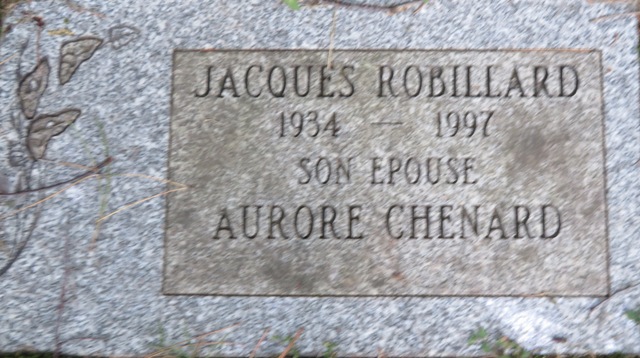 JACQUES ROBILLARD
1934 — 1997
SON EPOUSE
AURORE CHENARD